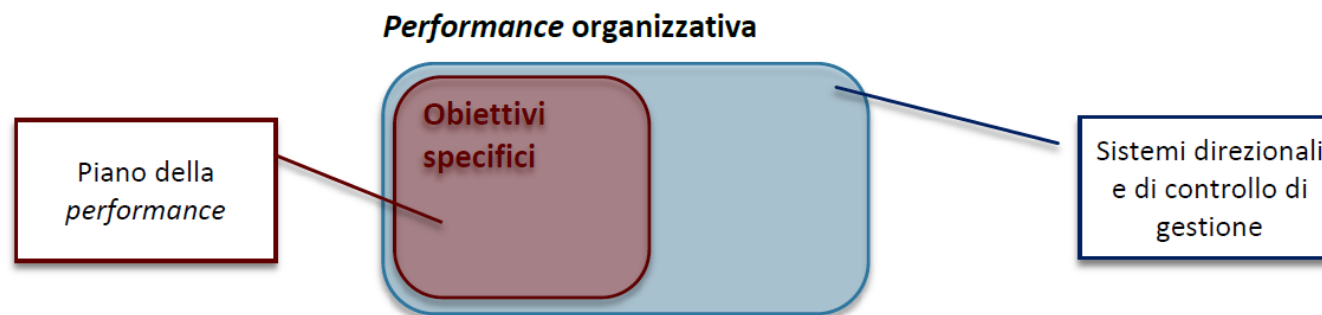 Performance organizzativa
Obiettivi
specifici
Piano della
performance
Sistemi direzionali
e di controllo di
gestione